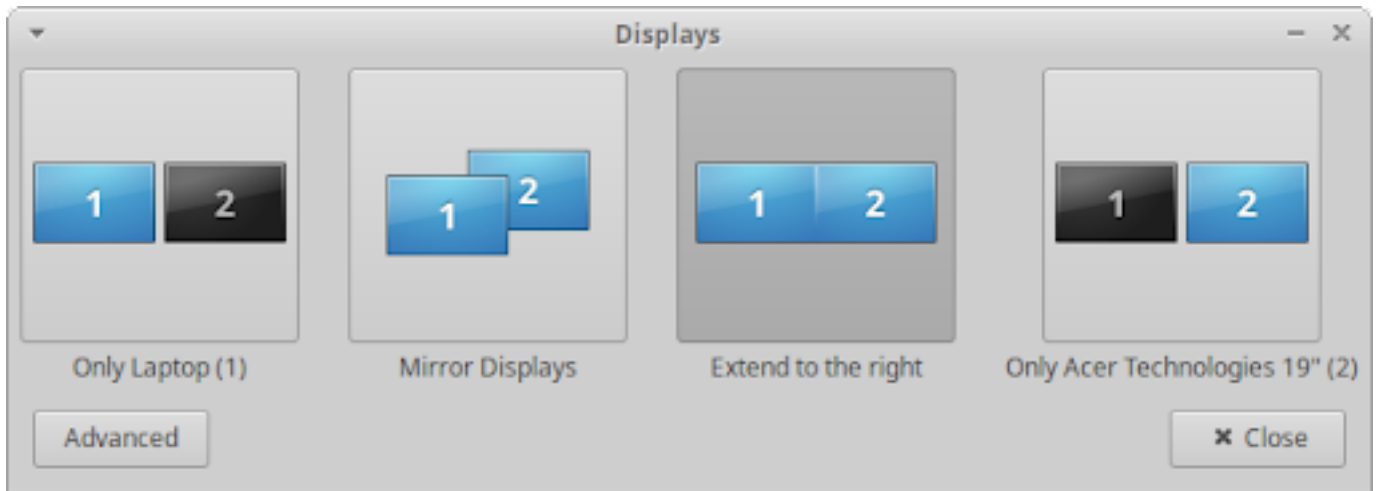 Displays
1 2
1 2
1 2
1 2
Only Laptop (1)
Mirror Displays
Extend to the right
Only Acer Technologies 19" (2)
Advanced
Close